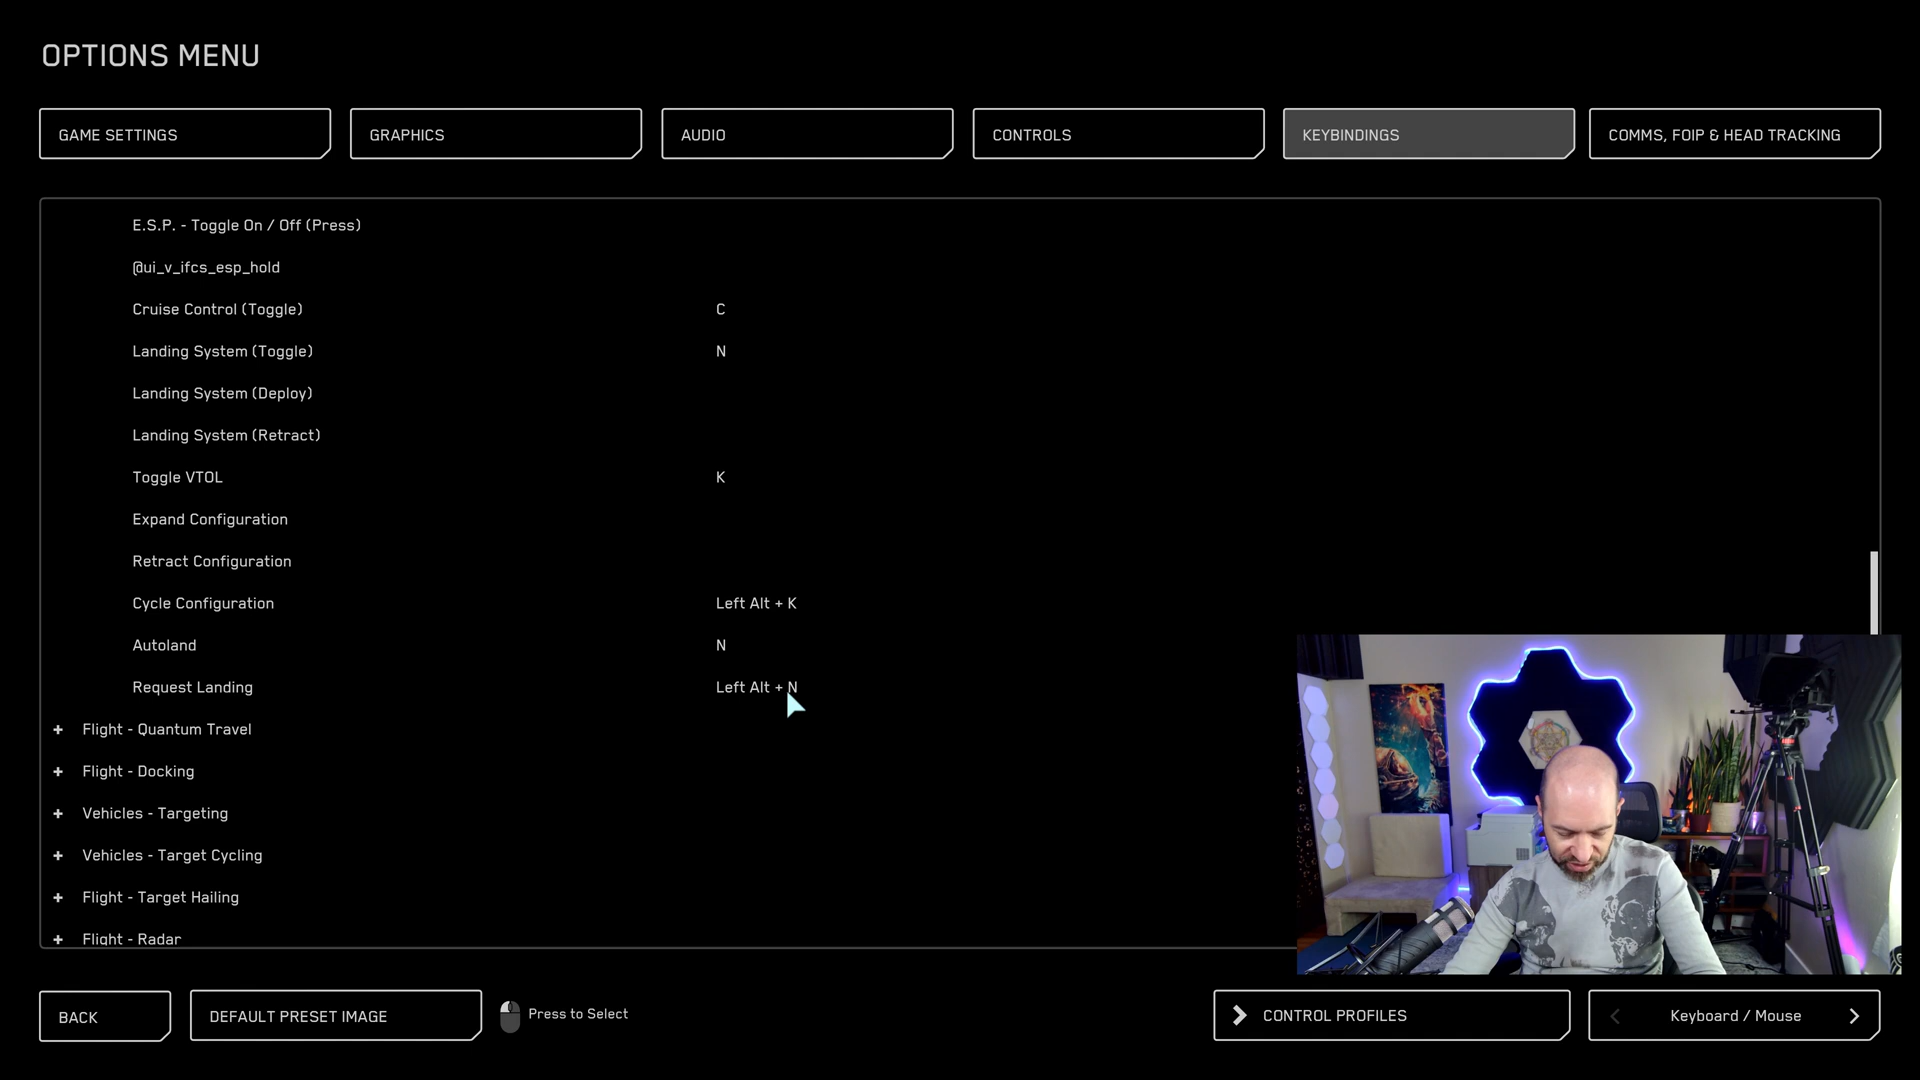 OPTIONS MENU
GAME SETTINGS
GRAPHICS
AUDIO
CONTROLS
KEYBINDINGS
COMMS, FOIP & HEAD TRACKING
E.S.P. - Toggle On / Off (Press)
@ui_v_ifcs_esp_hold
Cruise Control (Toggle) C
Landing System (Toggle) N
Landing System (Deploy)
Landing System (Retract)
Toggle VTOL K
Expand Configuration
Retract Configuration
Cycle Configuration Left Alt + K
Autoland N
Request Landing Left Alt + N
+ Flight - Quantum Travel
+ Flight - Docking
+ Vehicles - Targeting
+ Vehicles - Target Cycling
+ Flight - Target Hailing
+ Flight - Radar
BACK
DEFAULT PRESET IMAGE
Press to Select
CONTROL PROFILES
Keyboard / Mouse